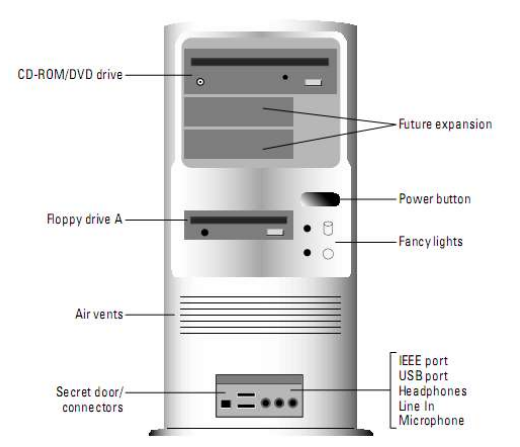 CD-ROM/DVD drive
Future expansion
Power button
Floppy drive A
Fancy lights
Air vents
Secret door/
connectors
IEEE port
USB port
Headphones
Line In
Microphone